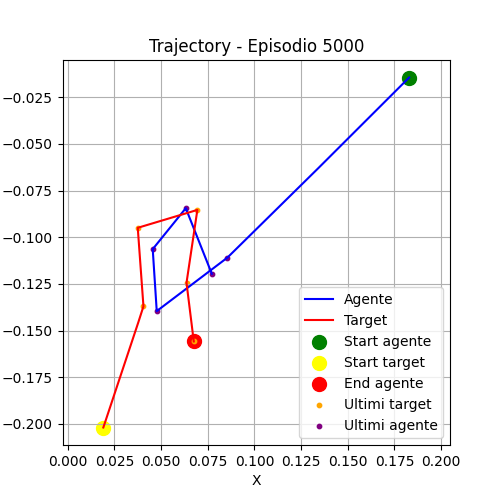 Trajectory - Episodio 5000
−0.025
−0.050
−0.075
−0.100
−0.125
−0.150
−0.175
−0.200
Agente
Target
Start agente
Start target
End agente
Ultimi target
Ultimi agente
0.000 0.025 0.050 0.075 0.100 0.125 0.150 0.175 0.200
X